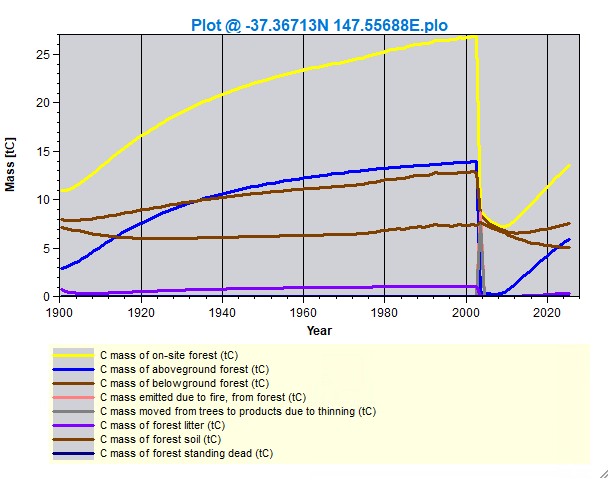 Plot @ -37.36713N 147.55688E.plo
Mass [tC]
25
20
15
10
5
0
1900 1920 1940 1960 1980 2000 2020
Year
C mass of on-site forest (tC)
C mass of aboveground forest (tC)
C mass of belowground forest (tC)
C mass emitted due to fire, from forest (tC)
C mass moved from trees to products due to thinning (tC)
C mass of forest litter (tC)
C mass of forest soil (tC)
C mass of forest standing dead (tC)